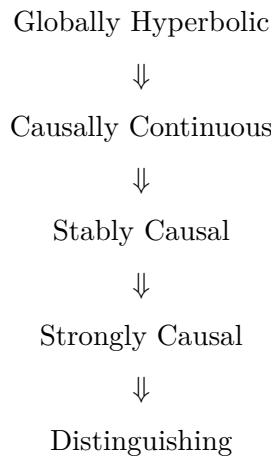 Globally Hyperbolic
⇓
Causally Continuous
⇓
Stably Causal
⇓
Strongly Causal
⇓
Distinguishing